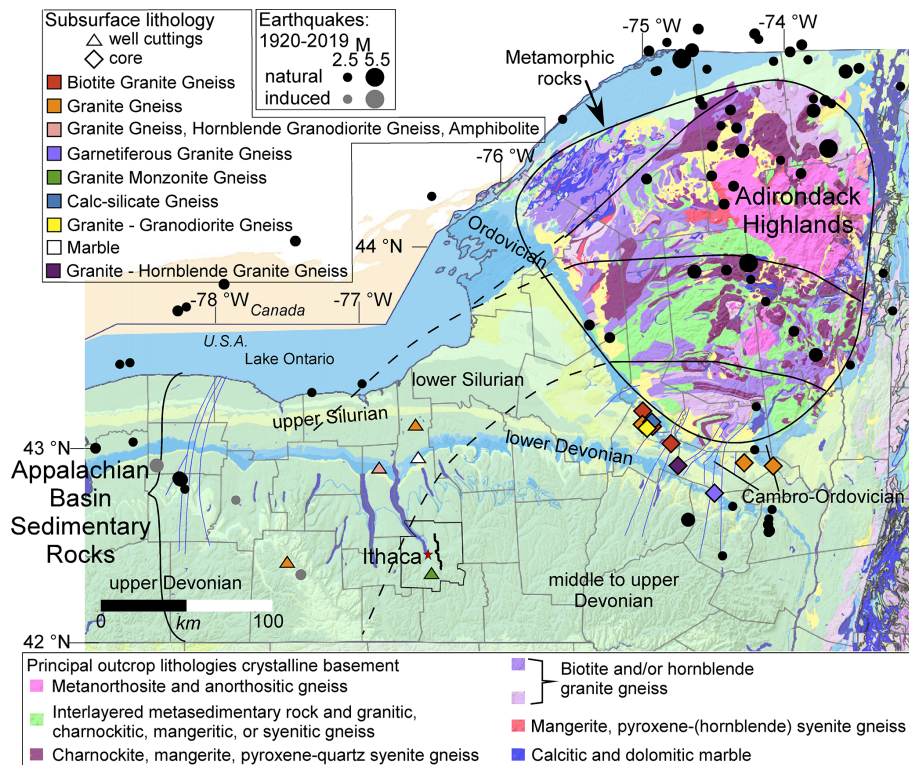 Subsurface lithology
well cuttings
core
Biotite Granite Gneiss
Granite Gneiss
Granite Gneiss, Hornblende Granodiorite Gneiss, Amphibolite
Garnetiferous Granite Gneiss
Granite Monzonite Gneiss
Calc-silicate Gneiss
Granite - Granodiorite Gneiss
Marble
Granite - Hornblende Granite Gneiss
Earthquakes:
1920-2019 M
2.5 5.5
natural
induced
-75 °W
-74 °W
Metamorphic
rocks
-76 °W
Adirondack
Highlands
Ordovician
44 °N
-78 °W
-77 °W
Canada
U.S.A.
Lake Ontario
lower Silurian
upper Silurian
lower Devonian
43 °N
Appalachian
Basin
Sedimentary
Rocks
Cambro-Ordovician
Ithaca
upper Devonian
middle to upper
Devonian
0 km 100
42 °N
Principal outcrop lithologies crystalline basement
Metanorthosite and anorthositic gneiss
Interlayered metasedimentary rock and granitic,
charnockitic, mangeritic, or syenitic gneiss
Charnockite, mangerite, pyroxene-quartz syenite gneiss
Biotite and/or hornblende
granite gneiss
Mangerite, pyroxene-(hornblende) syenite gneiss
Calcitic and dolomitic marble